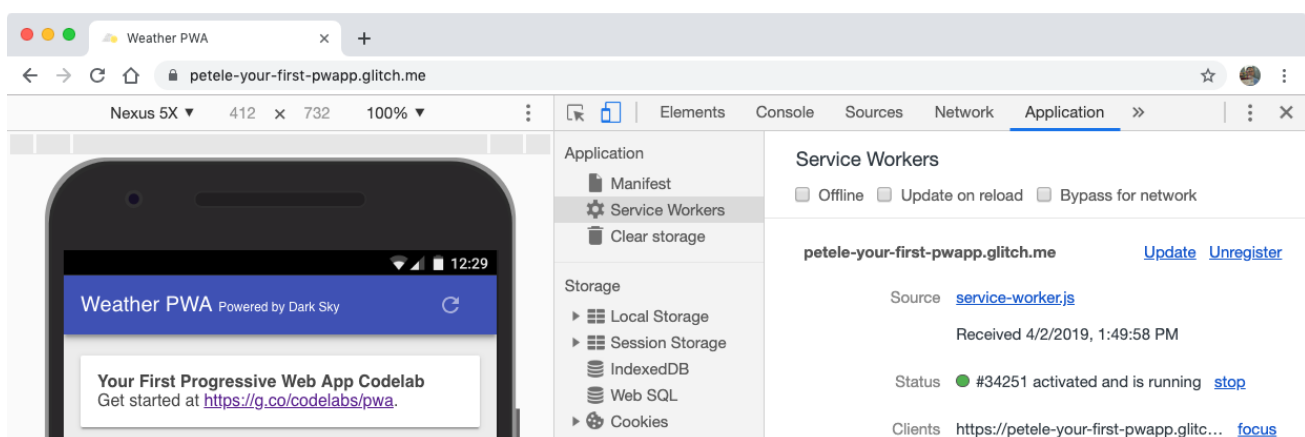 Weather PWA
petele-your-first-pwapp.glitch.me
Nexus 5X ▼ 412 × 732 100% ▼
Elements Console Sources Network Application »
Application
Manifest
Service Workers
Clear storage
Storage
Local Storage
Session Storage
IndexedDB
Web SQL
Cookies
Service Workers
Offline Update on reload Bypass for network
petele-your-first-pwapp.glitch.me Update Unregister
Source service-worker.js
Received 4/2/2019, 1:49:58 PM
Status #34251 activated and is running stop
Clients https://petele-your-first-pwapp.glitc... focus
12:29
Weather PWA Powered by Dark Sky
Your First Progressive Web App Codelab
Get started at https://g.co/codelabs/pwa.